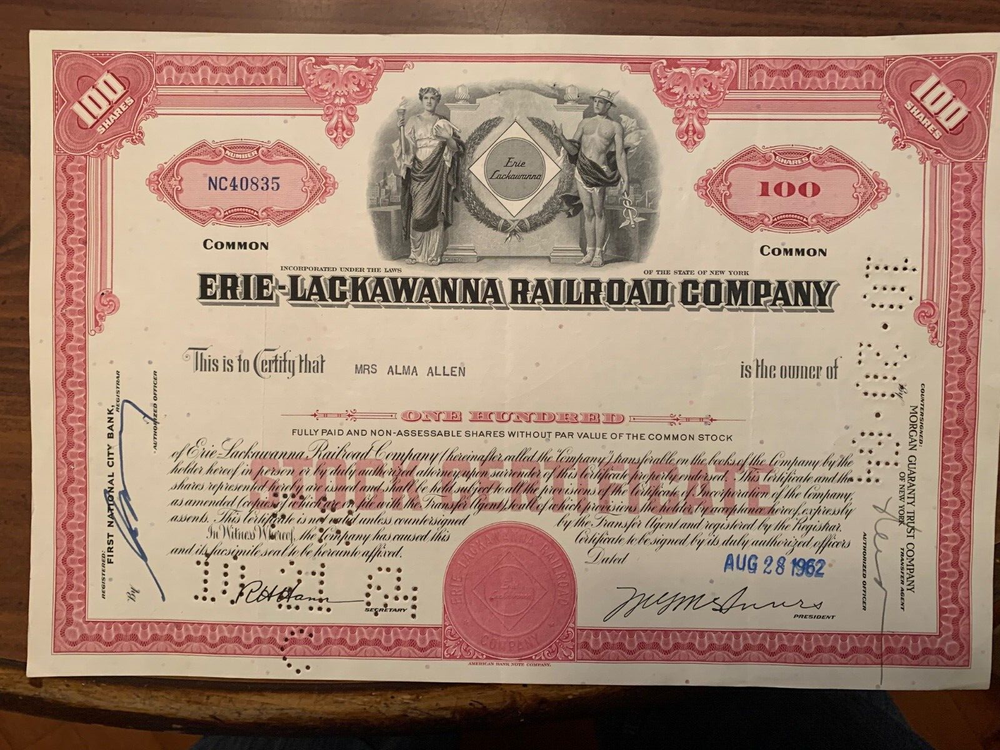 100
SHARES
100
SHARES
NUMBER
NC40835
COMMON
Erie
Lackawanna
SHARES
100
COMMON
INCORPORATED UNDER THE LAWS OF THE STATE OF NEW YORK
ERIE-LACKAWANNA RAILROAD COMPANY
This is to Certify that MRS ALMA ALLEN is the owner of
ONE HUNDRED
FULLY PAID AND NON-ASSESSABLE SHARES WITHOUT PAR VALUE OF THE COMMON STOCK
of Erie-Lackawanna Railroad Company (hereinafter called the "Company") transferable on the books of the Company by the
holder hereof in person or by duly authorized attorney upon surrender of this certificate properly endorsed. This certificate and the
shares represented hereby are issued and shall be held subject to all the provisions of the Certificate of Incorporation of the Company,
as amended (copies of which are on file with the Transfer Agent), to all of which provisions the holder, by acceptance hereof, expressly
assents. This Certificate is not valid unless countersigned by the Transfer Agent and registered by the Registrar.
In Witness Whereof, the Company has caused this Certificate to be signed by its duly authorized officers
and its facsimile seal to be hereunto affixed. Dated
STOCK CERTIFICATE
AUG 28 1962
SECRETARY
PRESIDENT
AMERICAN BANK NOTE COMPANY.
REGISTERED:
FIRST NATIONAL CITY BANK,
REGISTRAR
By
AUTHORIZED OFFICER
COUNTERSIGNED:
MORGAN GUARANTY TRUST COMPANY
OF NEW YORK
TRANSFER AGENT
By
AUTHORIZED OFFICER